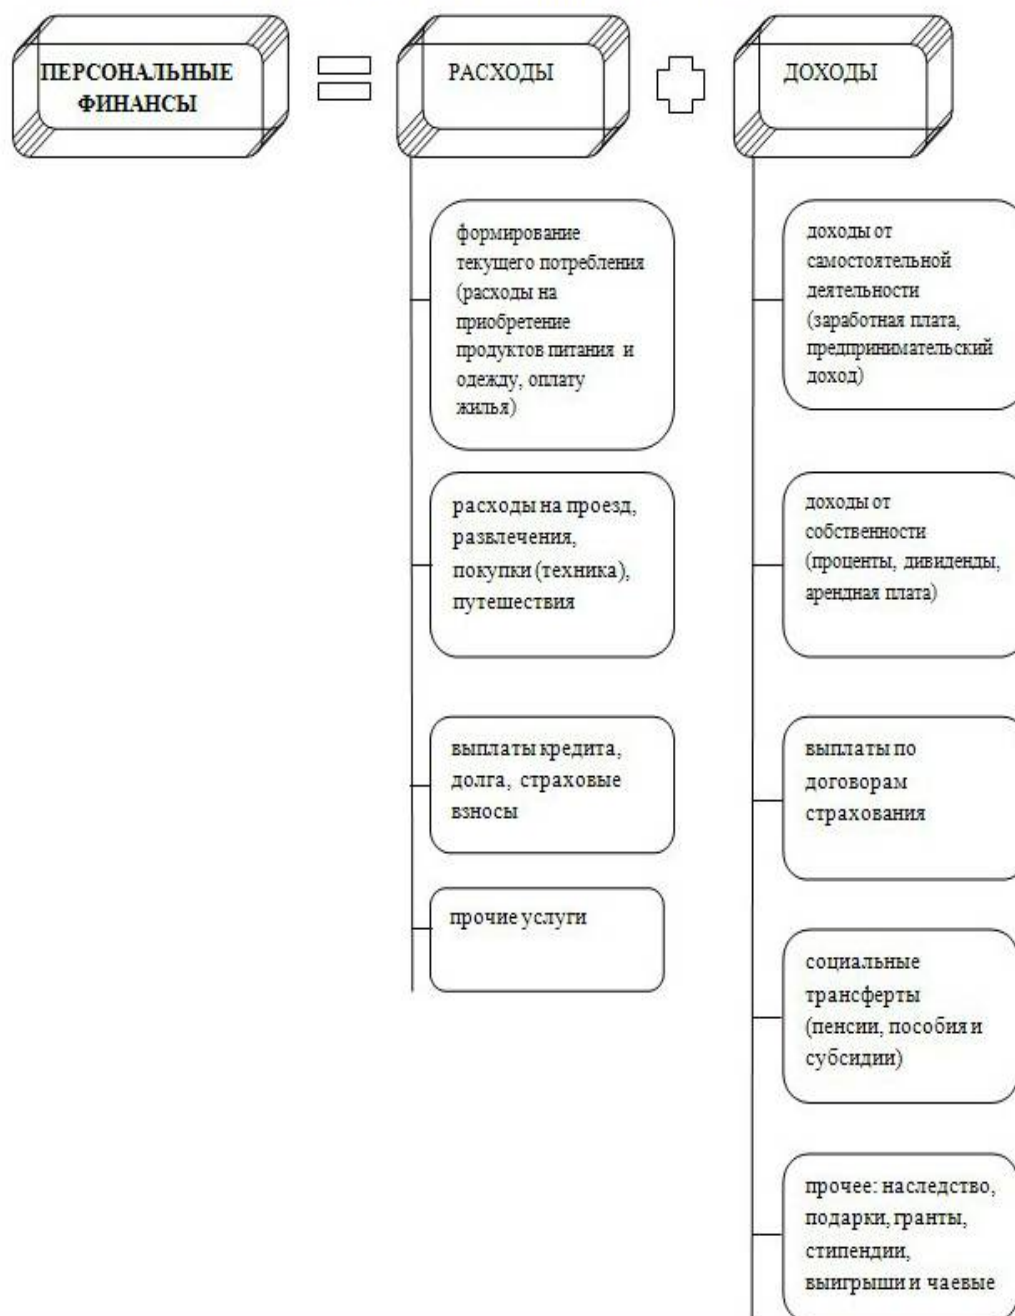 ПЕРСОНАЛЬНЫЕ
ФИНАНСЫ
РАСХОДЫ
ДОХОДЫ
формирование
текущего потребления
(расходы на
приобретение
продуктов питания и
одежду, оплату
жилья)
расходы на проезд,
развлечения,
покупки (техника),
путешествия
выплаты кредита,
долга, страховые
взносы
прочие услуги
доходы от
самостоятельной
деятельности
(заработная плата,
предпринимательский
доход)
доходы от
собственности
(проценты, дивиденды,
арендная плата)
выплаты по
договорам
страхования
социальные
трансферты
(пенсии, пособия и
субсидии)
прочее: наследство,
подарки, гранты,
стипендии,
выигрыши и чаевые